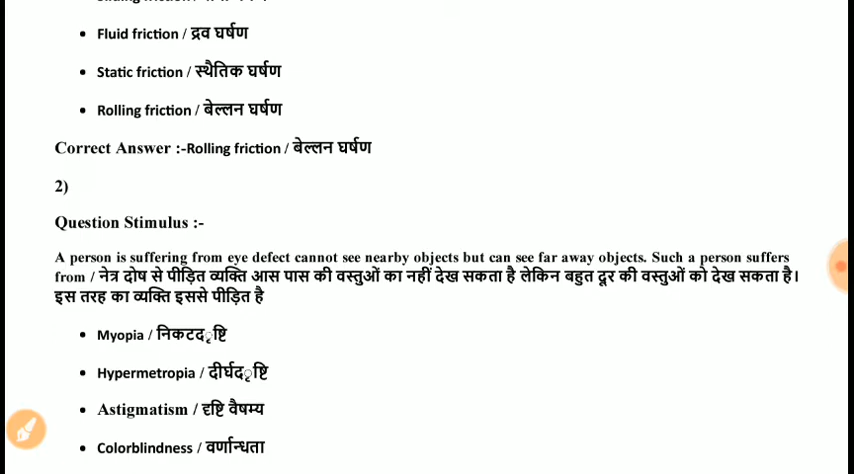 • Fluid friction / द्रव घर्षण
• Static friction / स्थैतिक घर्षण
• Rolling friction / बेल्लन घर्षण
Correct Answer :-Rolling friction / बेल्लन घर्षण
2)
Question Stimulus :-
A person is suffering from eye defect cannot see nearby objects but can see far away objects. Such a person suffers
from / नेत्र दोष से पीड़ित व्यक्ति आस पास की वस्तुओं का नहीं देख सकता है लेकिन बहुत दूर की वस्तुओं को देख सकता है।
इस तरह का व्यक्ति इससे पीड़ित है
• Myopia / निकटदृष्टि
• Hypermetropia / दीर्घदृष्टि
• Astigmatism / दृष्टि वैषम्य
• Colorblindness / वर्णान्धता